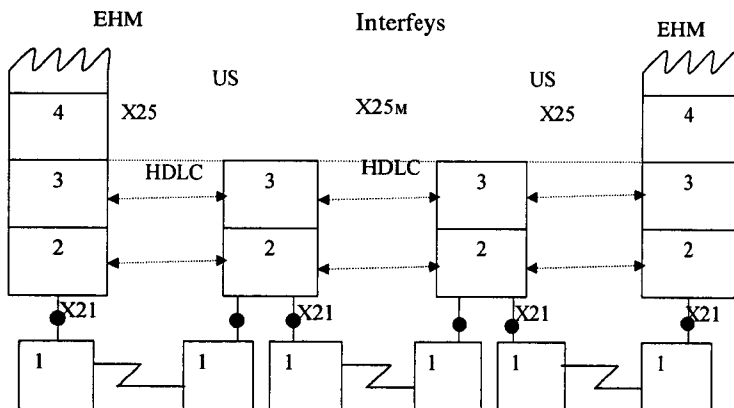 EHM Interfeys EHM
US US
4 X25 X25м X25 4
3 HDLC 3 HDLC 3 3
2 2 2 2
X21 X21 X21 X21
1 1 1 1 1 1